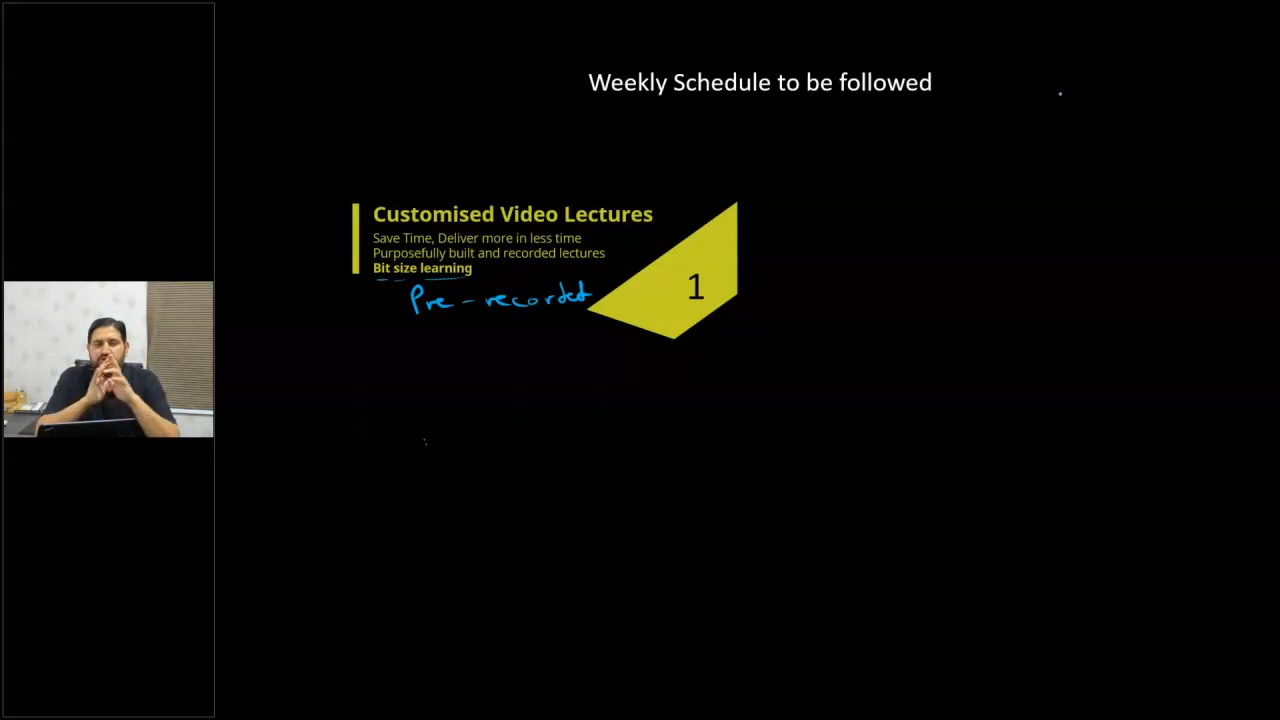 Weekly Schedule to be followed
Customised Video Lectures
Save Time, Deliver more in less time
Purposefully built and recorded lectures
Bit size learning
Pre-recorded
1